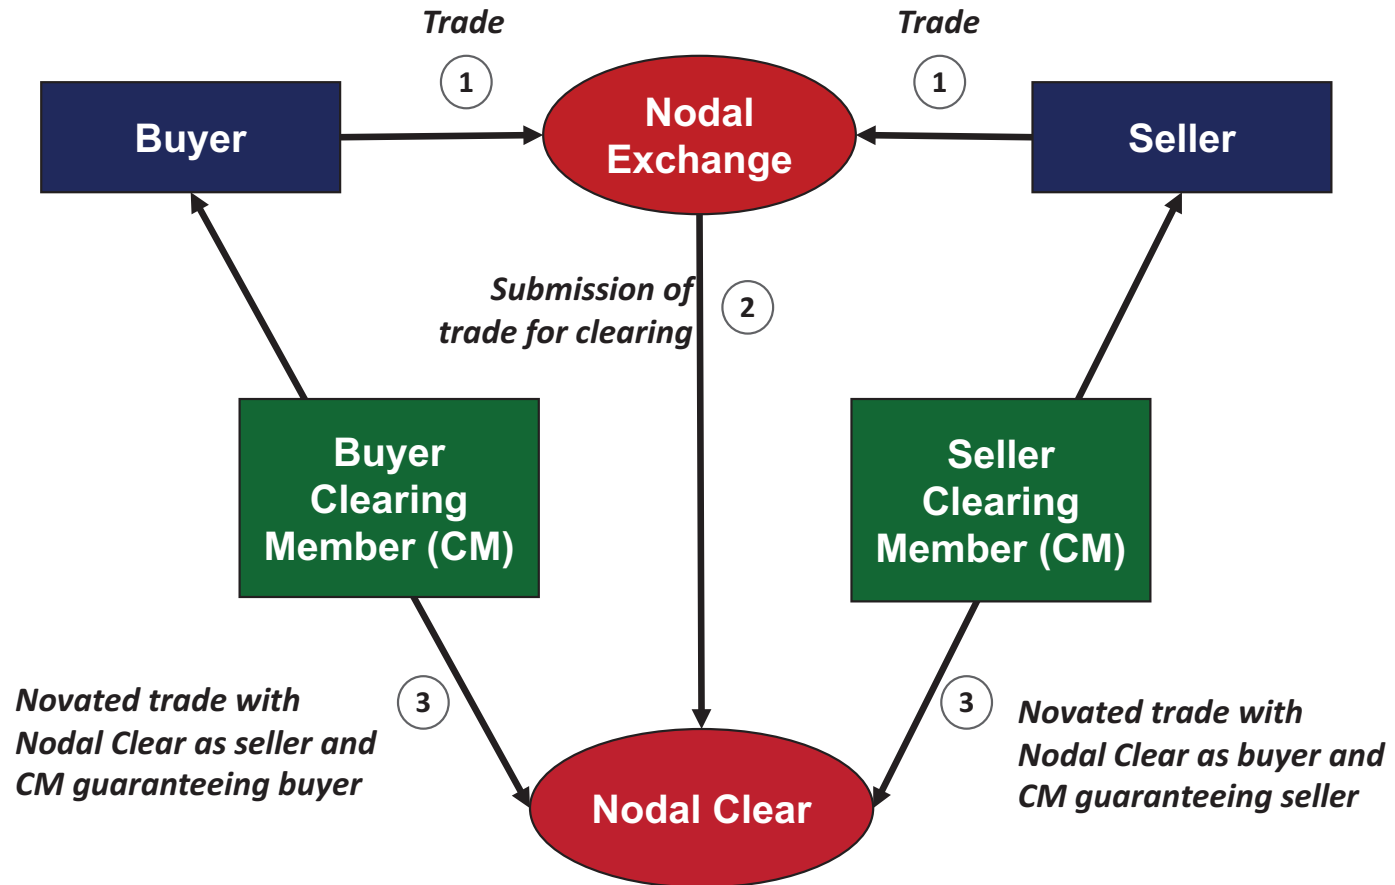 Trade
Trade
1
1
Buyer
Nodal
Exchange
Seller
Submission of
trade for clearing
2
Buyer
Clearing
Member (CM)
Seller
Clearing
Member (CM)
3
3
Novated trade with
Nodal Clear as seller and
CM guaranteeing buyer
Novated trade with
Nodal Clear as buyer and
CM guaranteeing seller
Nodal Clear